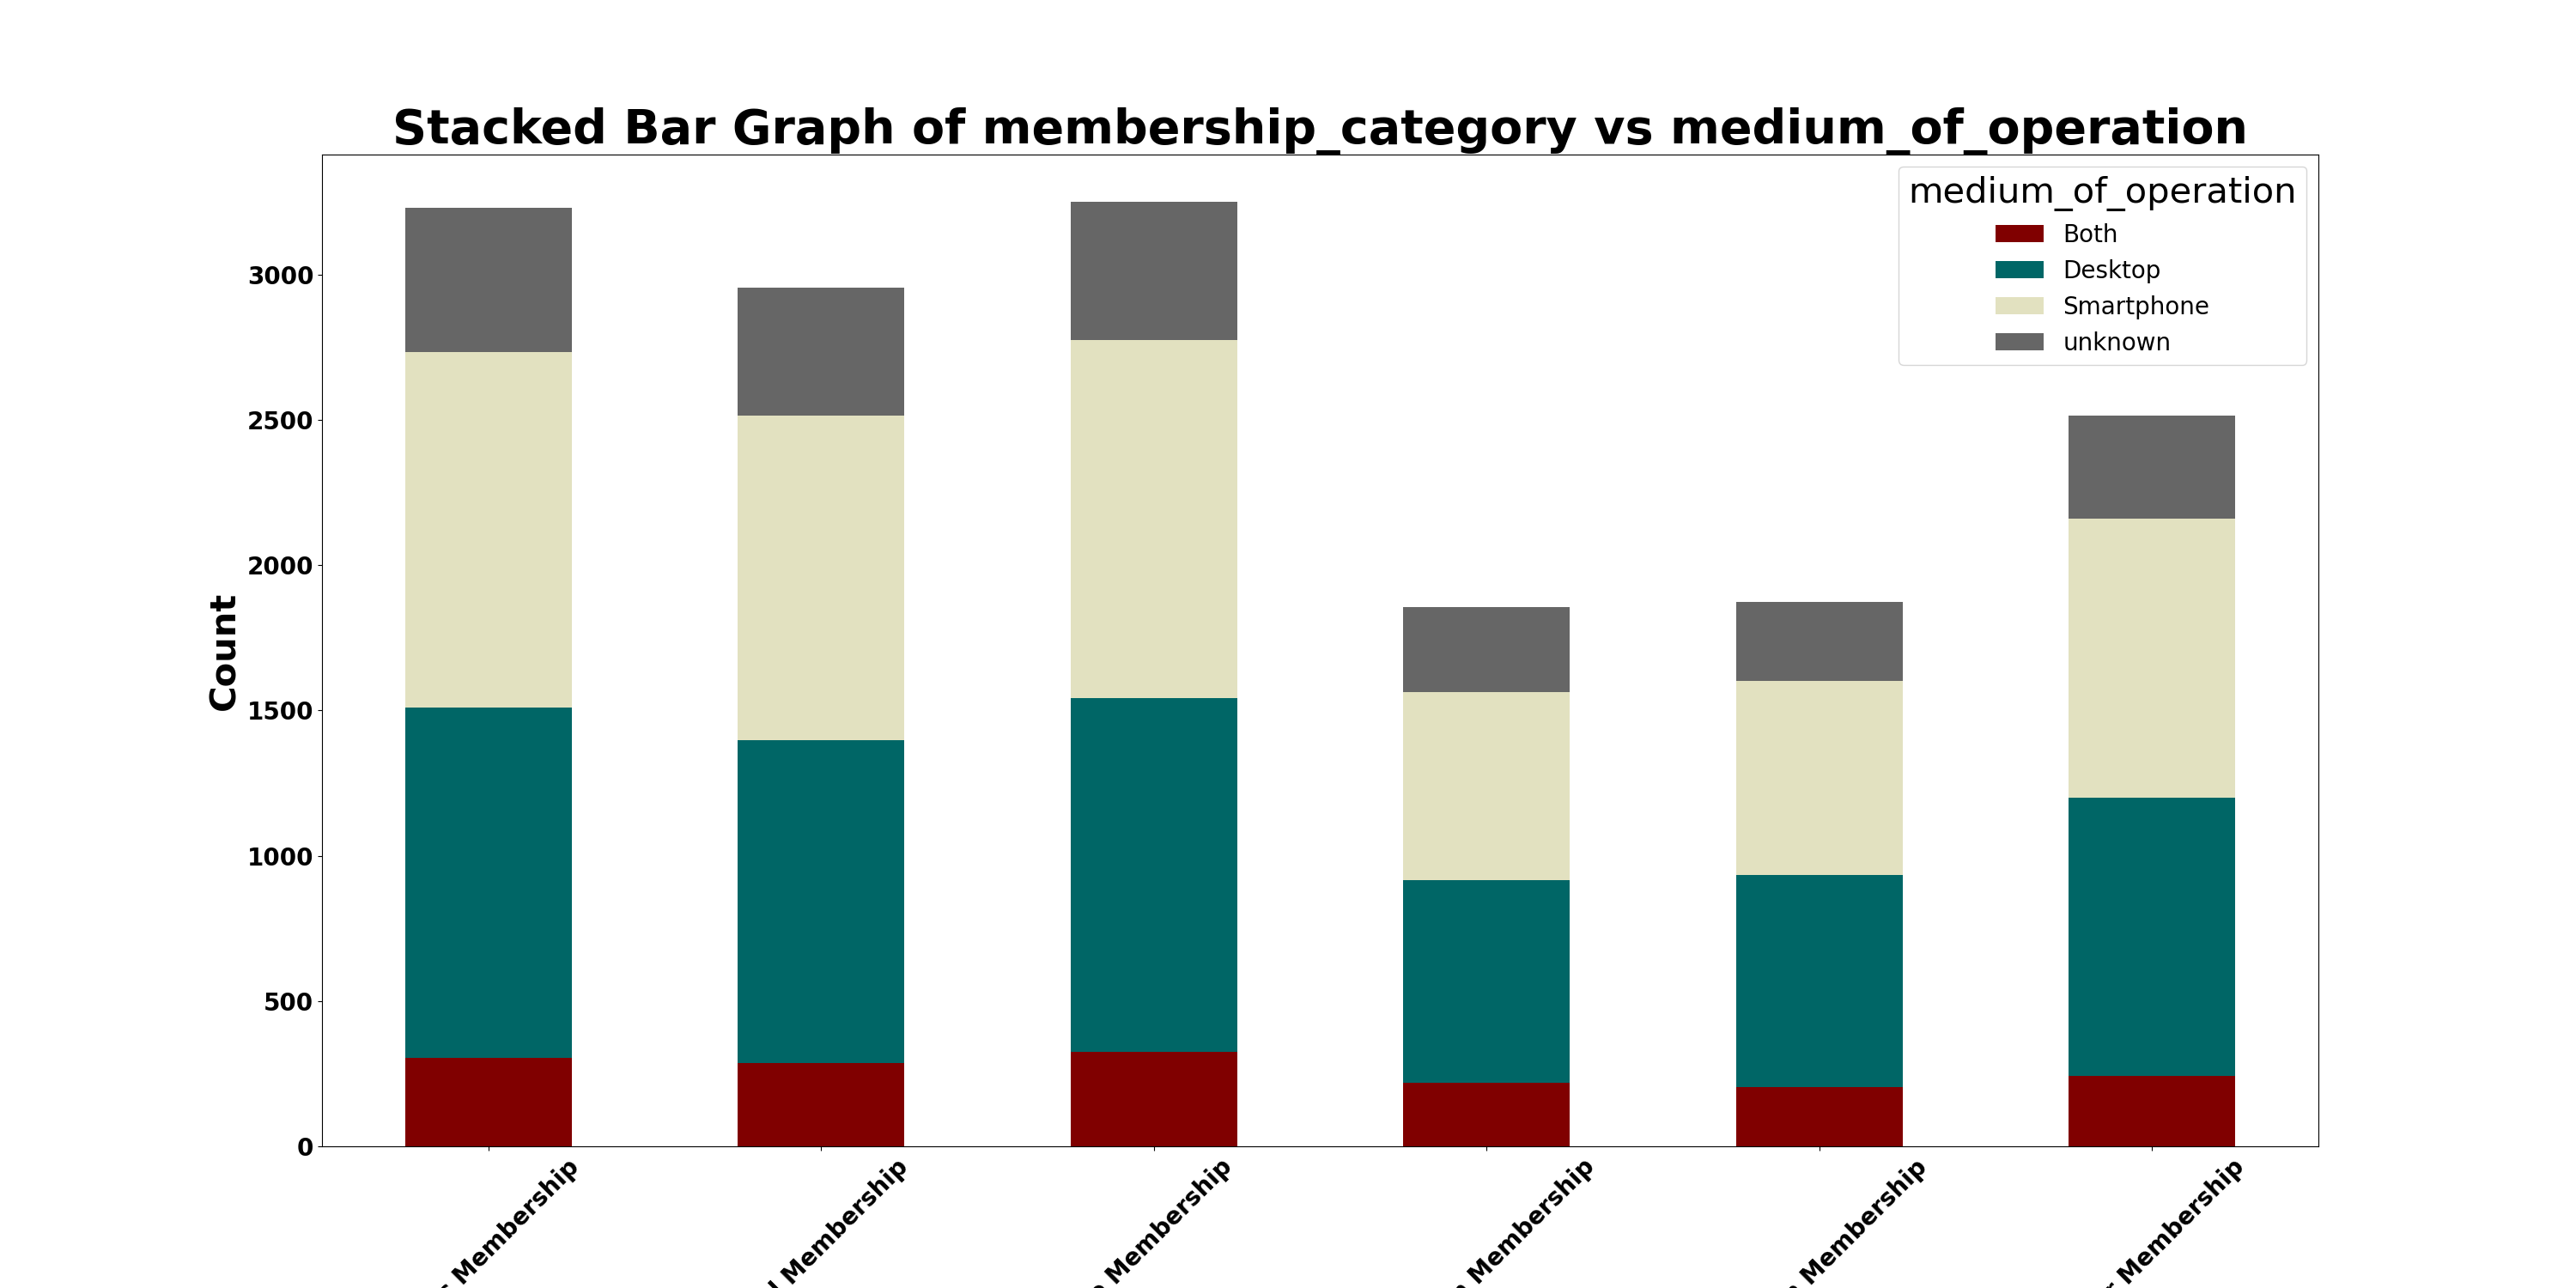 Stacked Bar Graph of membership_category vs medium_of_operation
medium_of_operation
Both
Desktop
Smartphone
unknown
3000
2500
2000
1500
1000
500
0
Count
Membership
Membership
Membership
Membership
Membership
Membership